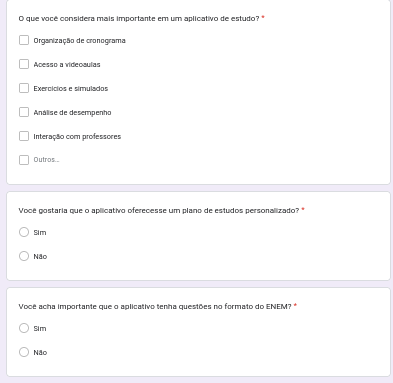 O que você considera mais importante em um aplicativo de estudo? *
Organização de cronograma
Acesso a videoaulas
Exercícios e simulados
Análise de desempenho
Interação com professores
Outros...
Você gostaria que o aplicativo oferecesse um plano de estudos personalizado? *
Sim
Não
Você acha importante que o aplicativo tenha questões no formato do ENEM? *
Sim
Não